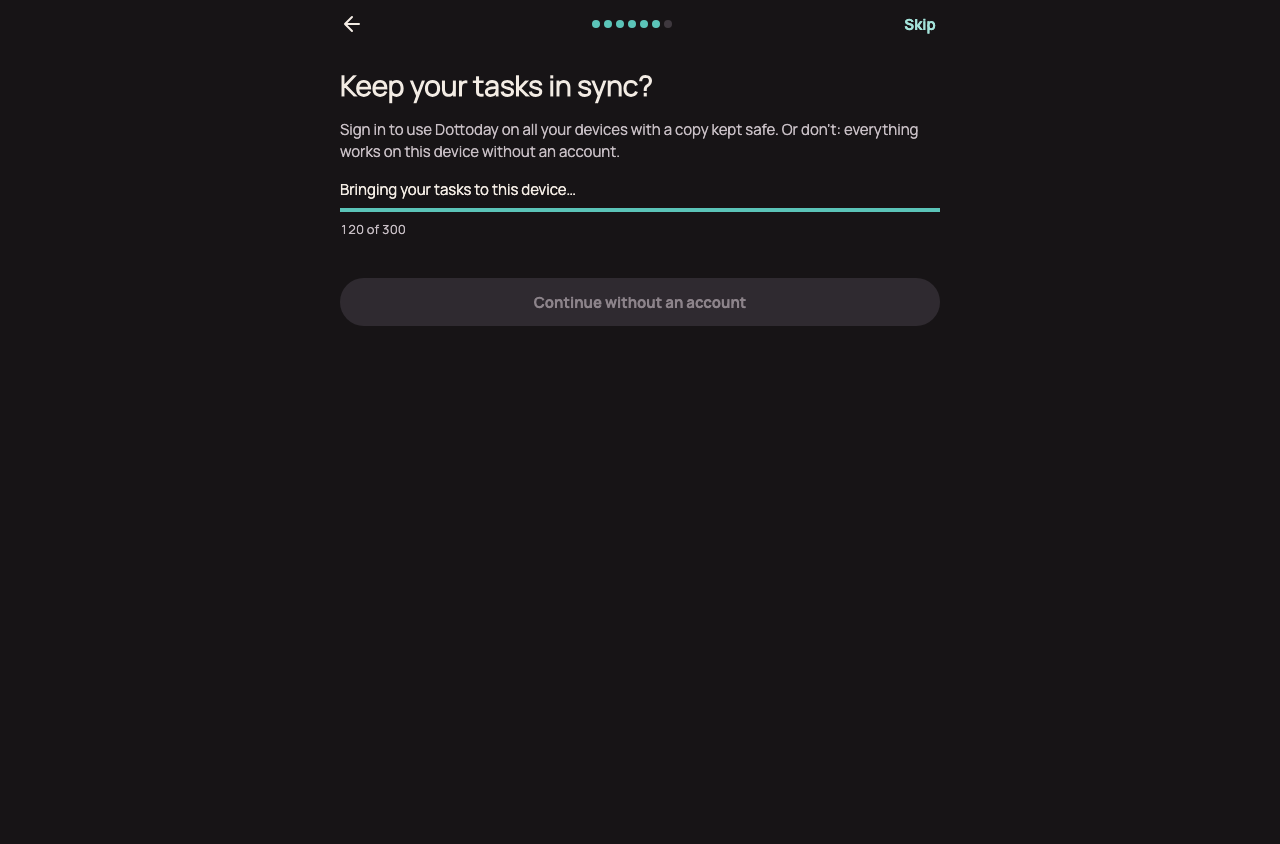 Skip
Keep your tasks in sync?
Sign in to use Dottoday on all your devices with a copy kept safe. Or don't: everything
works on this device without an account.
Bringing your tasks to this device…
120 of 300
Continue without an account